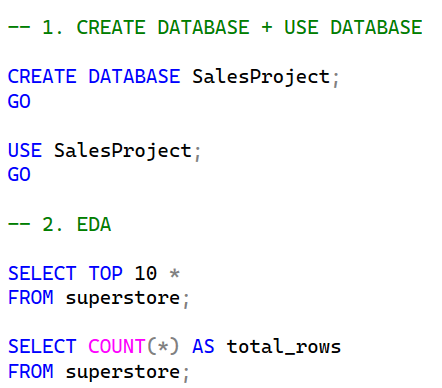 -- 1. CREATE DATABASE + USE DATABASE
CREATE DATABASE SalesProject;
GO
USE SalesProject;
GO
-- 2. EDA
SELECT TOP 10 *
FROM superstore;
SELECT COUNT(*) AS total_rows
FROM superstore;